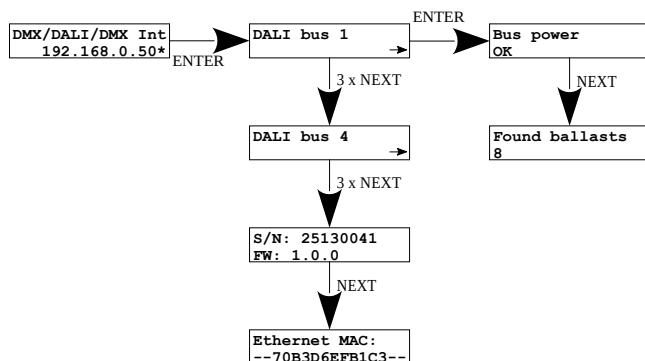 DMX/DALI/DMX Int
192.168.0.50*
ENTER
DALI bus 1
ENTER
Bus power
OK
3 x NEXT
NEXT
DALI bus 4
Found ballasts
8
3 x NEXT
S/N: 25130041
FW: 1.0.0
NEXT
Ethernet MAC:
--70B3D6EFB1C3--